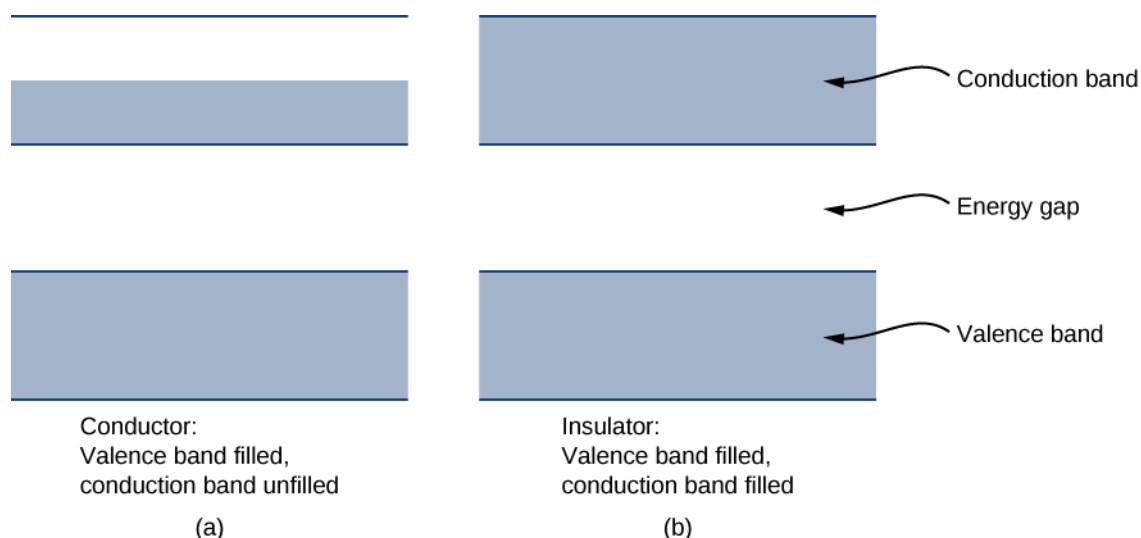 Conduction band
Energy gap
Valence band
Conductor:
Valence band filled,
conduction band unfilled
(a)
Insulator:
Valence band filled,
conduction band filled
(b)